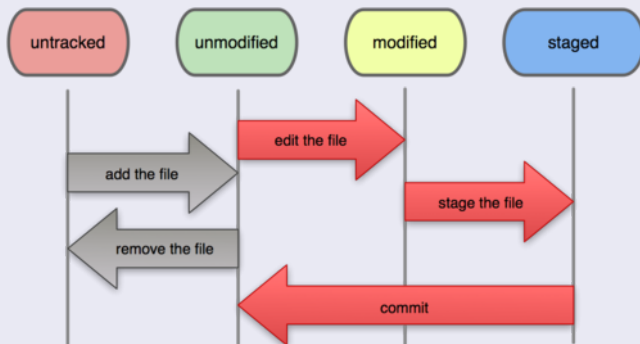 untracked
unmodified
modified
staged
edit the file
add the file
stage the file
remove the file
commit